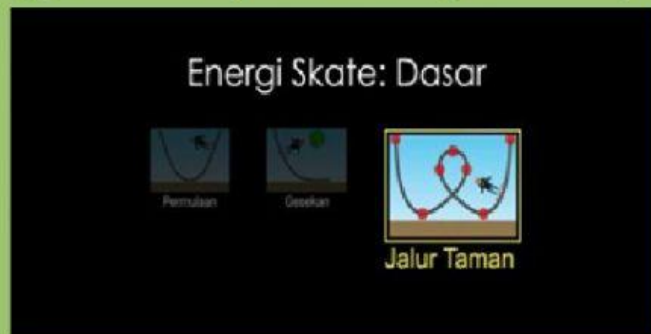 Energi Skate: Dasar
Permulaan
Gesekan
Jalur Taman